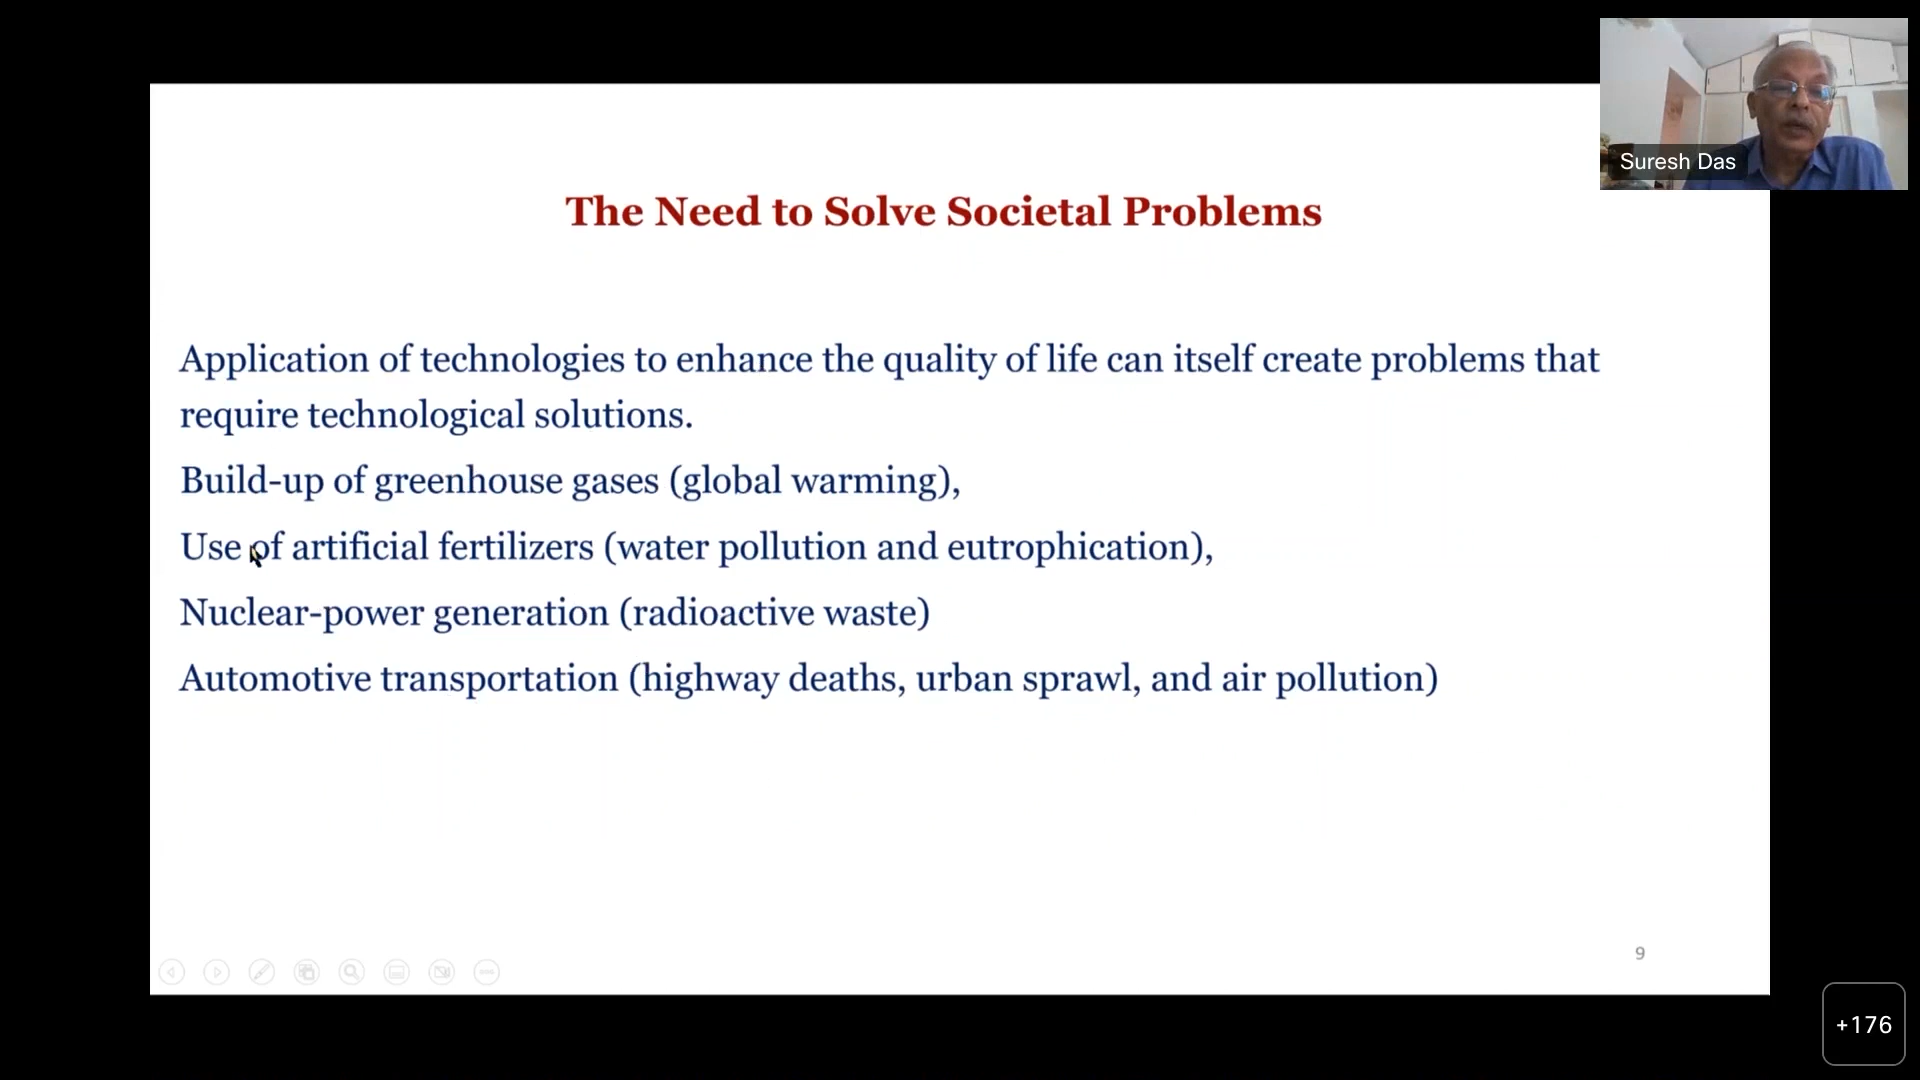 Suresh Das
The Need to Solve Societal Problems
Application of technologies to enhance the quality of life can itself create problems that
require technological solutions.
Build-up of greenhouse gases (global warming),
Use of artificial fertilizers (water pollution and eutrophication),
Nuclear-power generation (radioactive waste)
Automotive transportation (highway deaths, urban sprawl, and air pollution)
9
+176